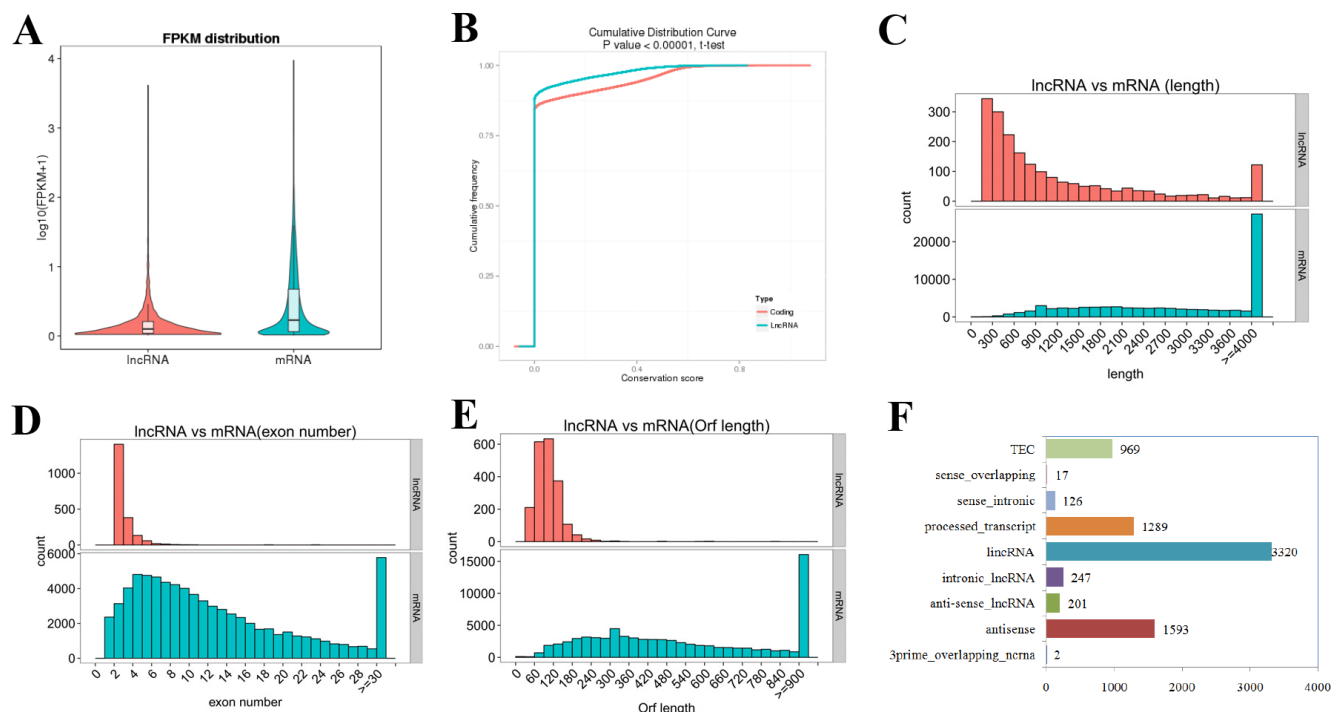 A
FPKM distribution
log10(FPKM+1)
4
3
2
1
0
lncRNA
mRNA
B
Cumulative Distribution Curve
P value < 0.00001, t-test
Cumulative frequency
1.00
0.75
0.50
0.25
0.00
0.0
0.4
0.8
Conservation score
Type
Coding
LncRNA
C
lncRNA vs mRNA (length)
count
300
200
100
0
lncRNA
20000
10000
0
mRNA
0
300
600
900
1200
1500
1800
2100
2400
2700
3000
3300
3600
>=4000
length
D
lncRNA vs mRNA(exon number)
count
1000
500
0
lncRNA
6000
4000
2000
0
mRNA
0
2
4
6
8
10
12
14
16
18
20
22
24
26
28
>=30
exon number
E
lncRNA vs mRNA(Orf length)
count
600
400
200
0
lncRNA
15000
10000
5000
0
mRNA
0
60
120
180
240
300
360
420
480
540
600
660
720
780
840
>=900
Orf length
F
TEC 969
sense_overlapping 17
sense_intronic 126
processed_transcript 1289
lincRNA 3320
intronic_lncRNA 247
anti-sense_lncRNA 201
antisense 1593
3prime_overlapping_ncrna 2
0 1000 2000 3000 4000